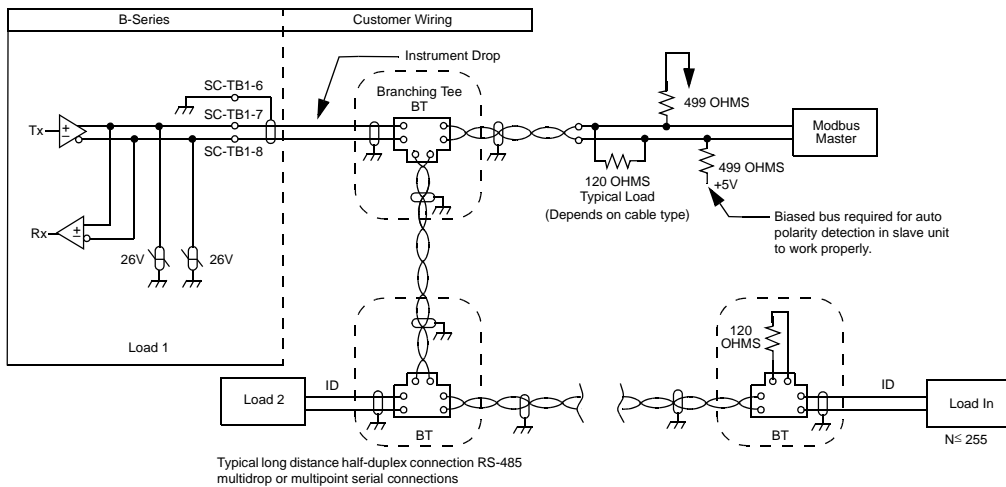 B-Series
Customer Wiring
Instrument Drop
SC-TB1-6
Branching Tee
BT
499 OHMS
SC-TB1-7
Tx
±
Modbus
Master
SC-TB1-8
120 OHMS
Typical Load
(Depends on cable type)
499 OHMS
+5V
Biased bus required for auto
polarity detection in slave unit
to work properly.
Rx
±
26V
26V
120
OHMS
Load 1
Load 2
ID
ID
Load In
BT
BT
N≤ 255
Typical long distance half-duplex connection RS-485
multidrop or multipoint serial connections